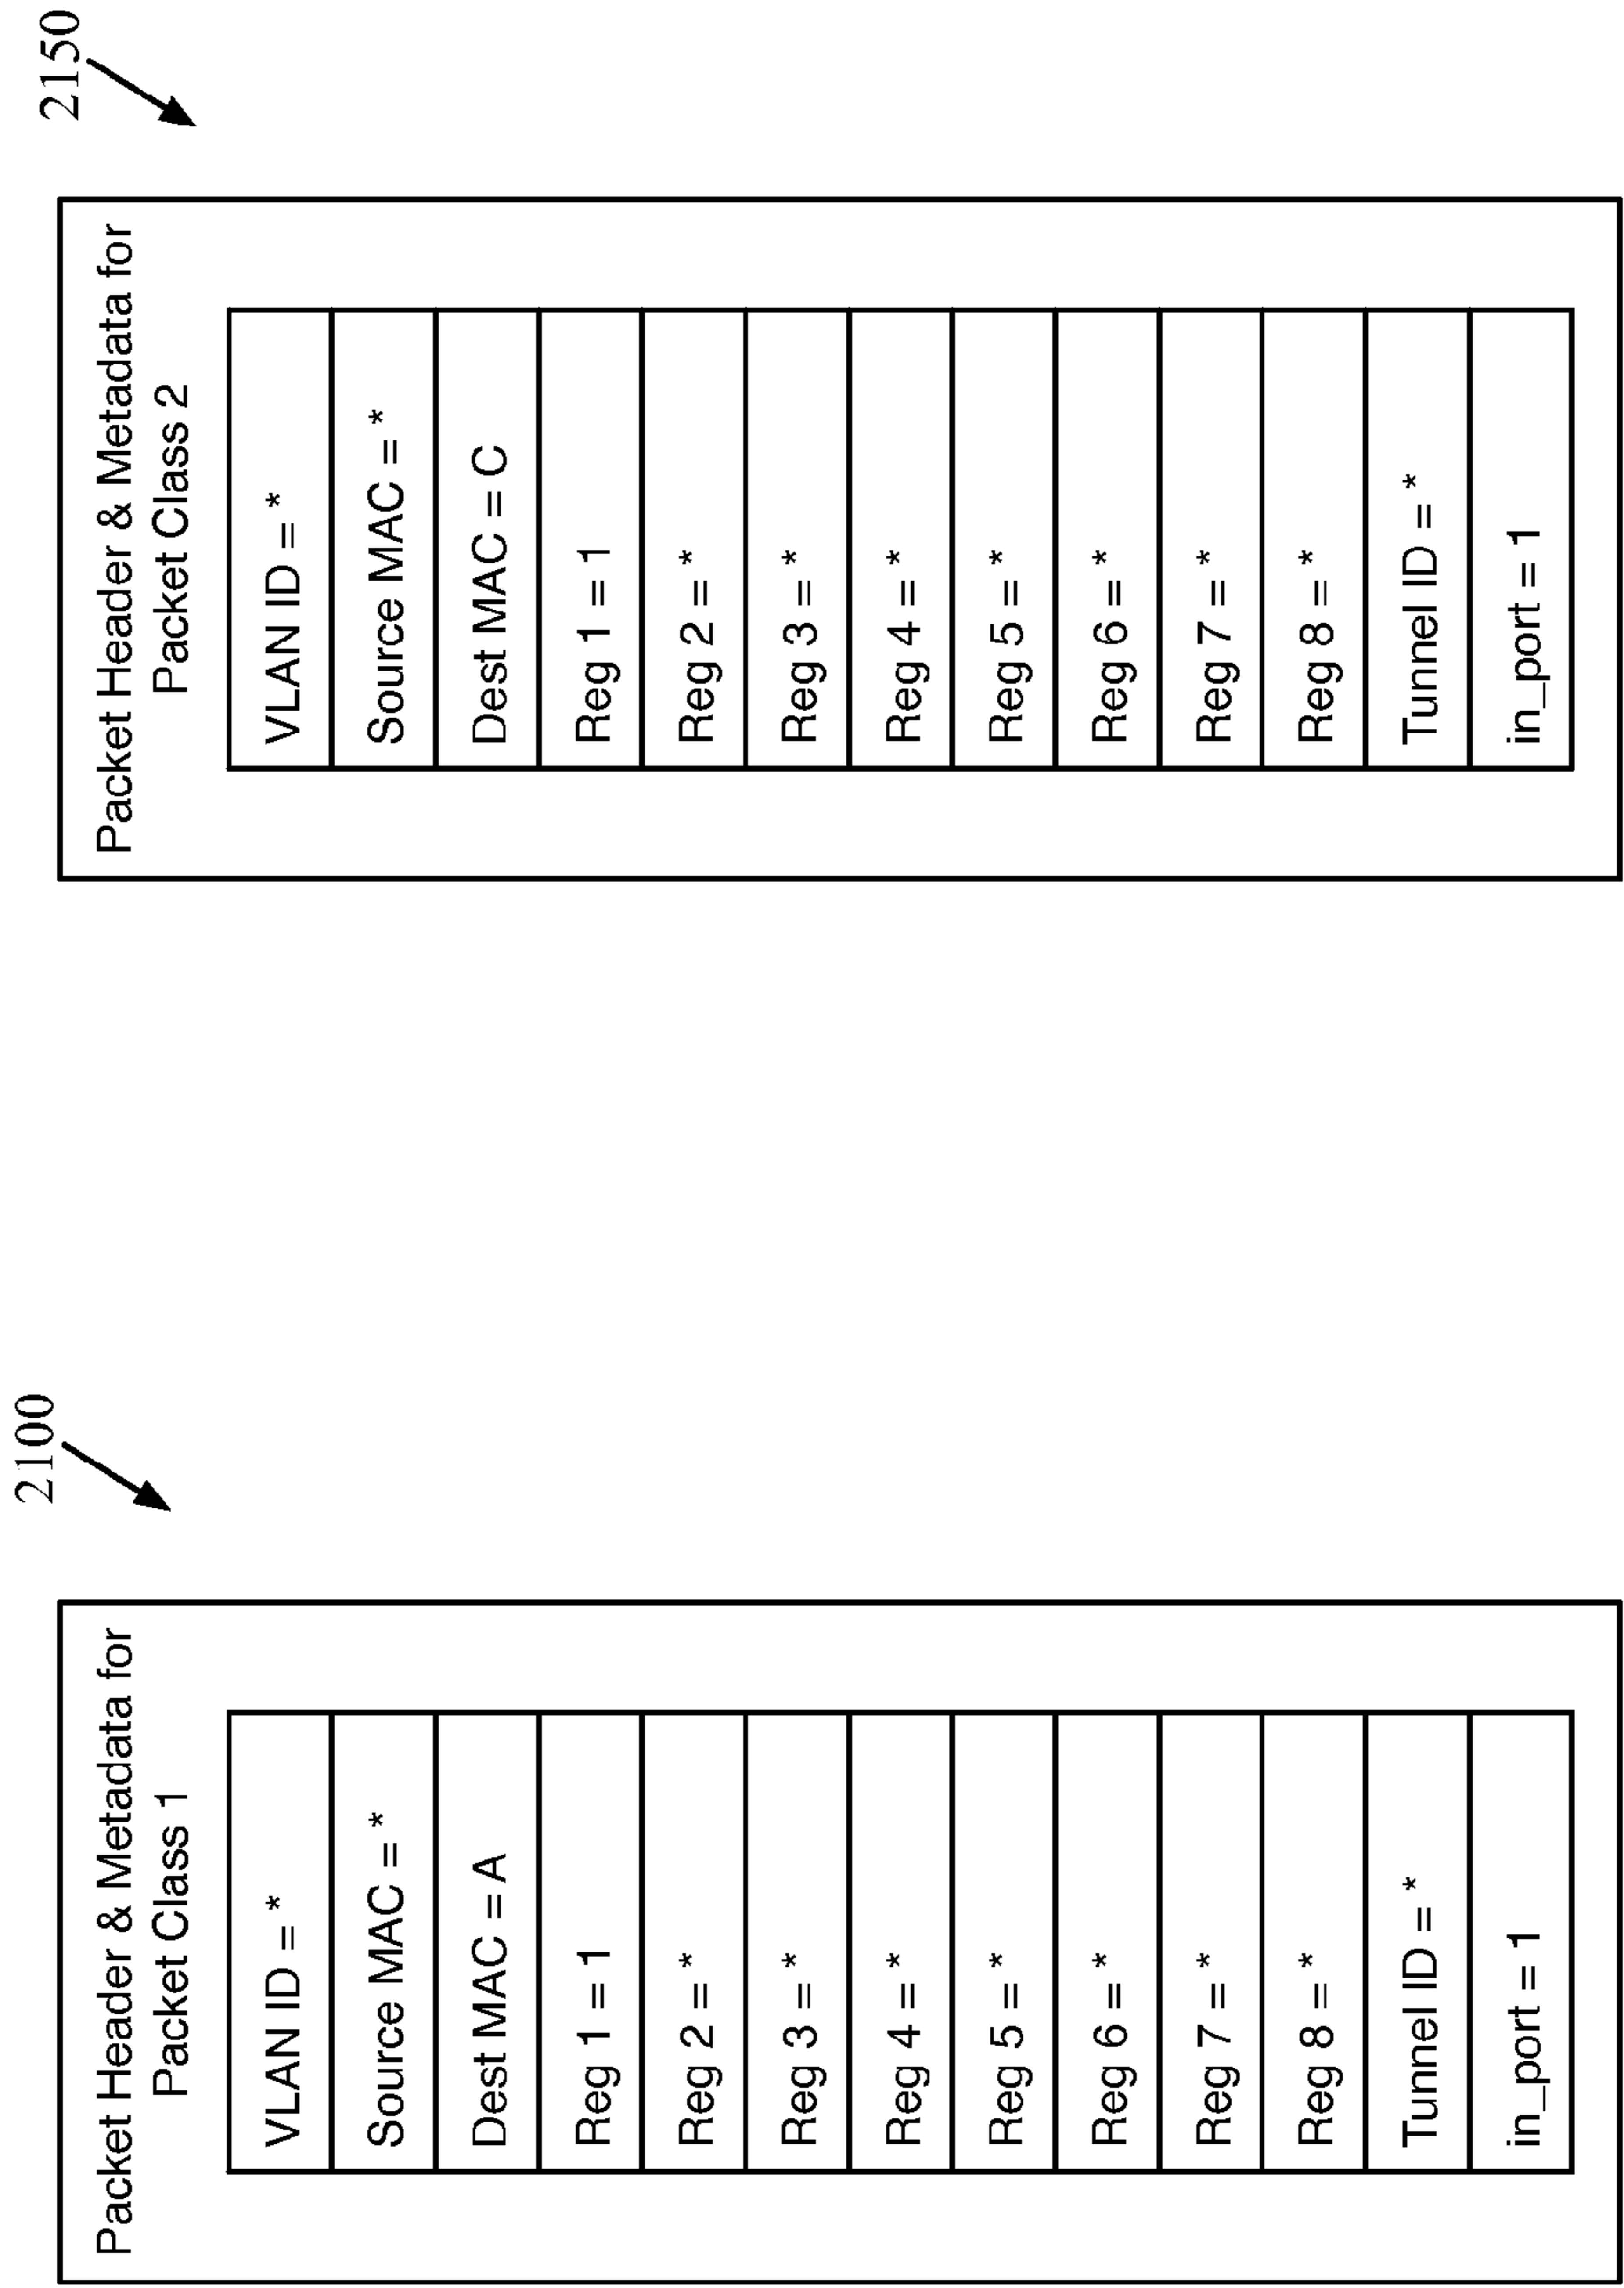 2100
Packet Header & Metadata for
Packet Class 1
VLAN ID = *
Source MAC = *
Dest MAC = A
Reg 1 = 1
Reg 2 = *
Reg 3 = *
Reg 4 = *
Reg 5 = *
Reg 6 = *
Reg 7 = *
Reg 8 = *
Tunnel ID = *
in_port = 1
2150
Packet Header & Metadata for
Packet Class 2
VLAN ID = *
Source MAC = *
Dest MAC = C
Reg 1 = 1
Reg 2 = *
Reg 3 = *
Reg 4 = *
Reg 5 = *
Reg 6 = *
Reg 7 = *
Reg 8 = *
Tunnel ID = *
in_port = 1